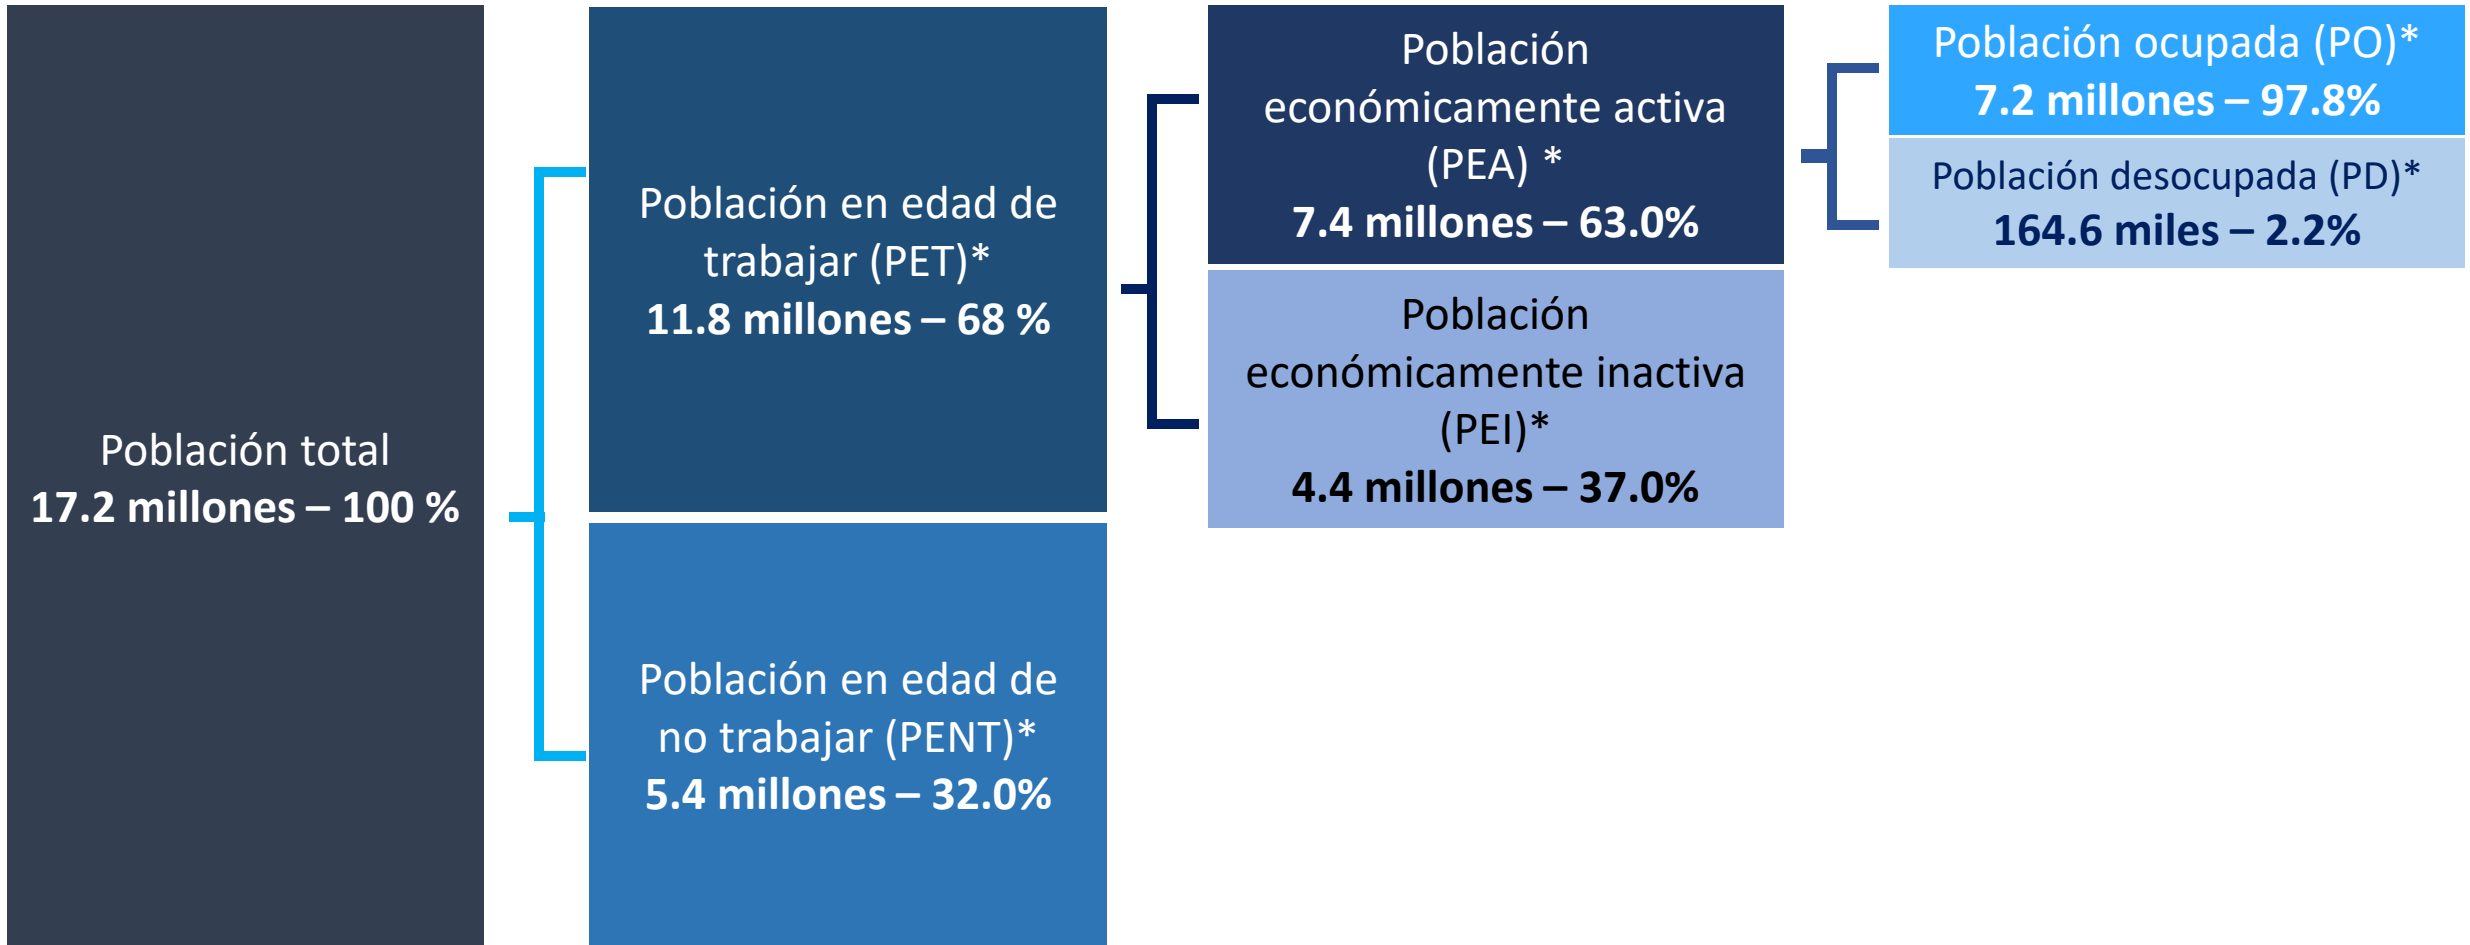 Población total
17.2 millones – 100 %
Población en edad de
trabajar (PET)*
11.8 millones – 68 %
Población en edad de
no trabajar (PENT)*
5.4 millones – 32.0%
Población
económicamente activa
(PEA) *
7.4 millones – 63.0%
Población
económicamente inactiva
(PEI)*
4.4 millones – 37.0%
Población ocupada (PO)*
7.2 millones – 97.8%
Población desocupada (PD)*
164.6 miles – 2.2%